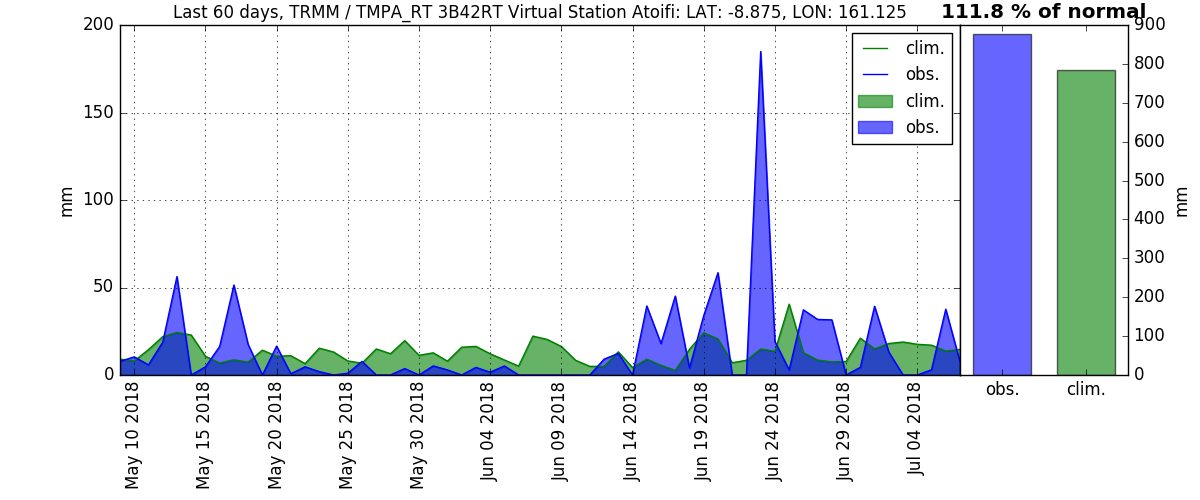 Last 60 days, TRMM / TMPA_RT 3B42RT Virtual Station Atoifi: LAT: -8.875, LON: 161.125
111.8 % of normal
200
150
100
50
0
mm
clim.
obs.
clim.
obs.
900
800
700
600
500
400
300
200
100
0
mm
May 10 2018
May 15 2018
May 20 2018
May 25 2018
May 30 2018
Jun 04 2018
Jun 09 2018
Jun 14 2018
Jun 19 2018
Jun 24 2018
Jun 29 2018
Jul 04 2018
obs.
clim.